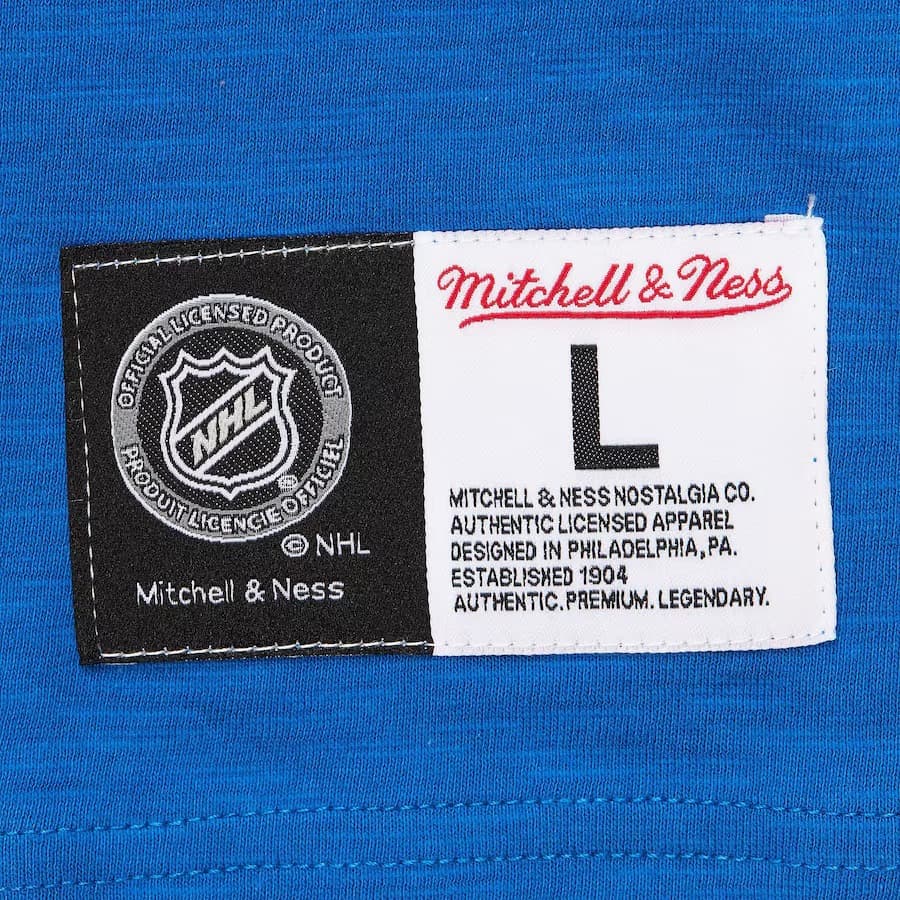 OFFICIAL LICENSED PRODUCT
NHL
®
PRODUIT LICENCIE OFFICIEL
© NHL
Mitchell & Ness
Mitchell & Ness
L
MITCHELL & NESS NOSTALGIA CO.
AUTHENTIC LICENSED APPAREL
DESIGNED IN PHILADELPHIA, PA.
ESTABLISHED 1904
AUTHENTIC. PREMIUM. LEGENDARY.